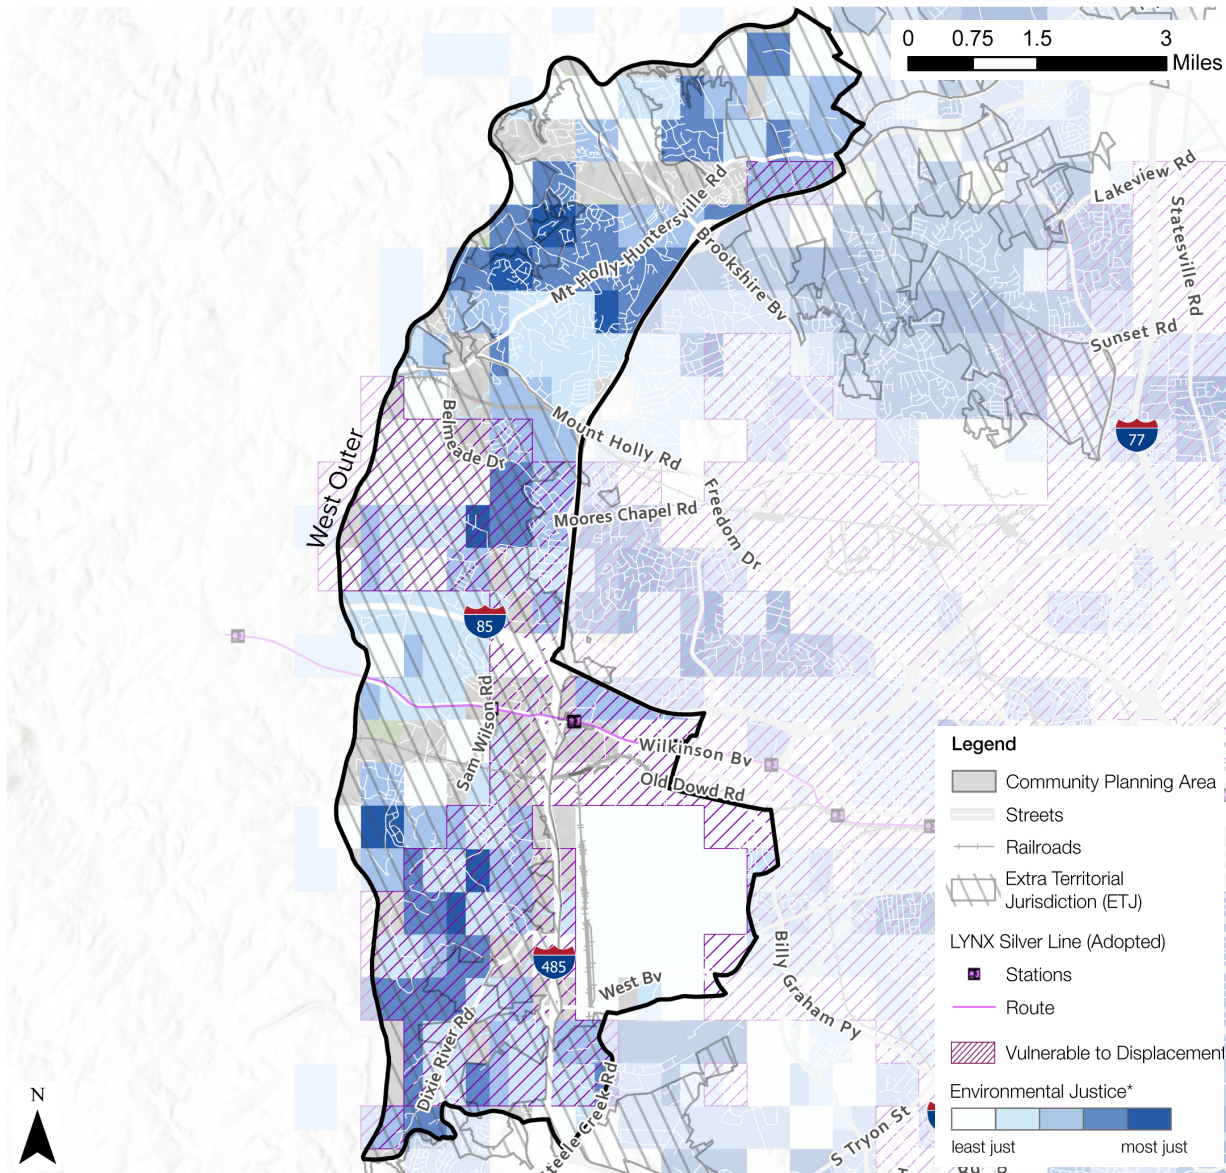 0 0.75 1.5 3
Miles
Lakeview Rd
Statesville Rd
Mt Holly-Huntersville Rd
Brookshire Bv
Sunset Rd
77
Belmeade Dr
Mount Holly Rd
West Outer
Moores Chapel Rd
Freedom Dr
85
Sam Wilson Rd
Wilkinson Bv
Old Dowd Rd
485
West Bv
Billy Graham Py
Dixie River Rd
Steele Creek Rd
S Tryon St
N
Legend
Community Planning Area
Streets
Railroads
Extra Territorial
Jurisdiction (ETJ)
LYNX Silver Line (Adopted)
Stations
Route
Vulnerable to Displacement
Environmental Justice*
least just most just